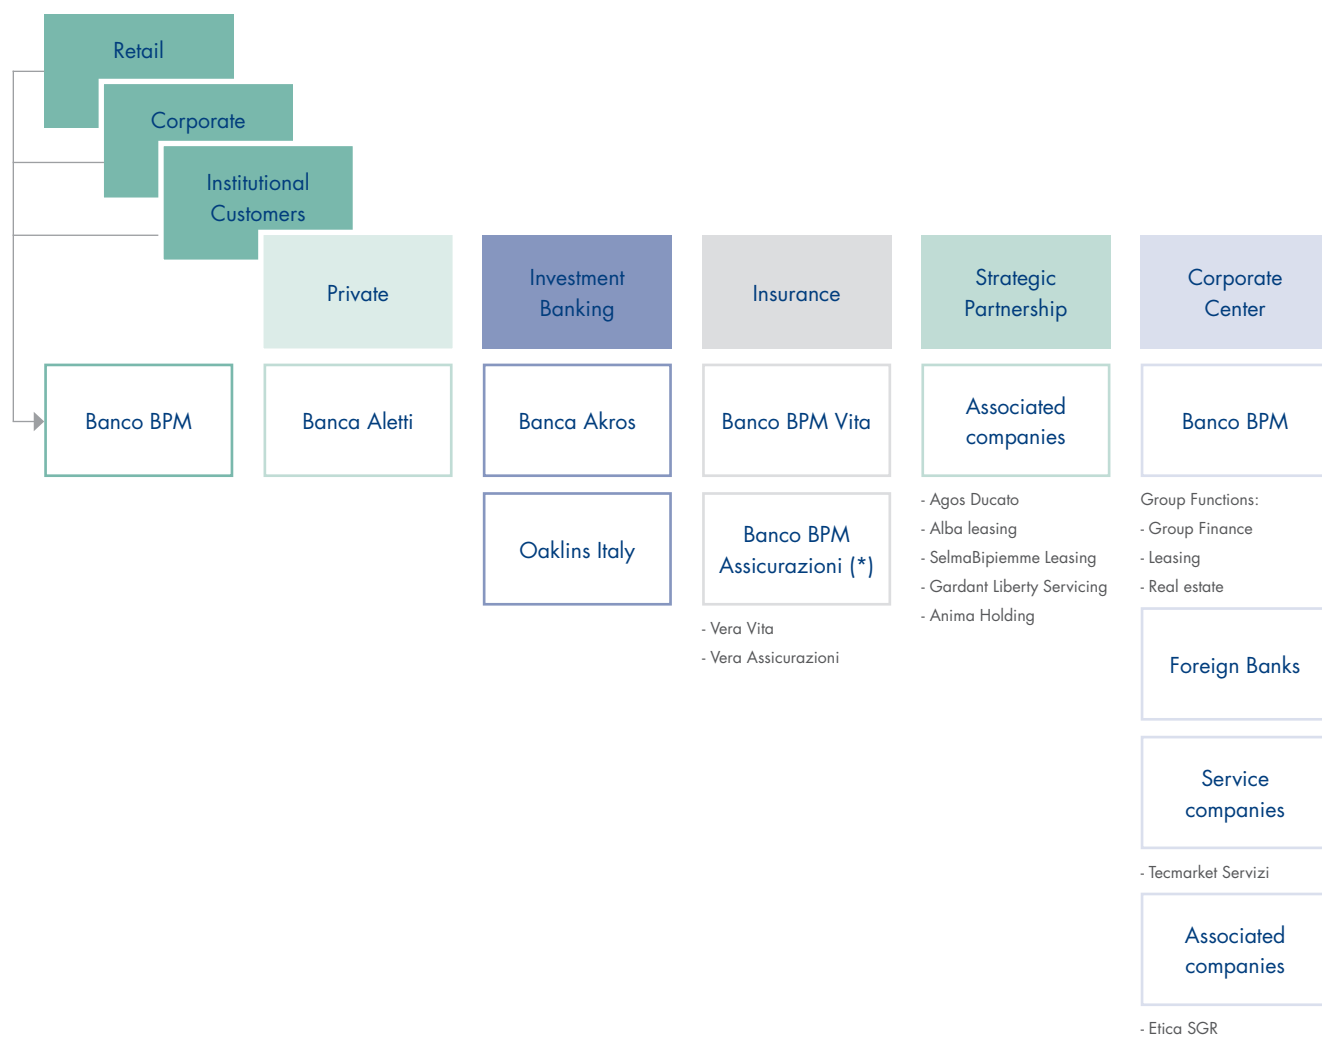 Retail
Corporate
Institutional
Customers
Private
Investment
Banking
Insurance
Strategic
Partnership
Corporate
Center
Banco BPM
Banca Aletti
Banca Akros
Banco BPM Vita
Associated
companies
Banco BPM
Oaklins Italy
Banco BPM
Assicurazioni (*)
- Vera Vita
- Vera Assicurazioni
- Agos Ducato
- Alba leasing
- SelmaBipiemme Leasing
- Gardant Liberty Servicing
- Anima Holding
Group Functions:
- Group Finance
- Leasing
- Real estate
Foreign Banks
Service
companies
- Tecmarket Servizi
Associated
companies
- Etica SGR